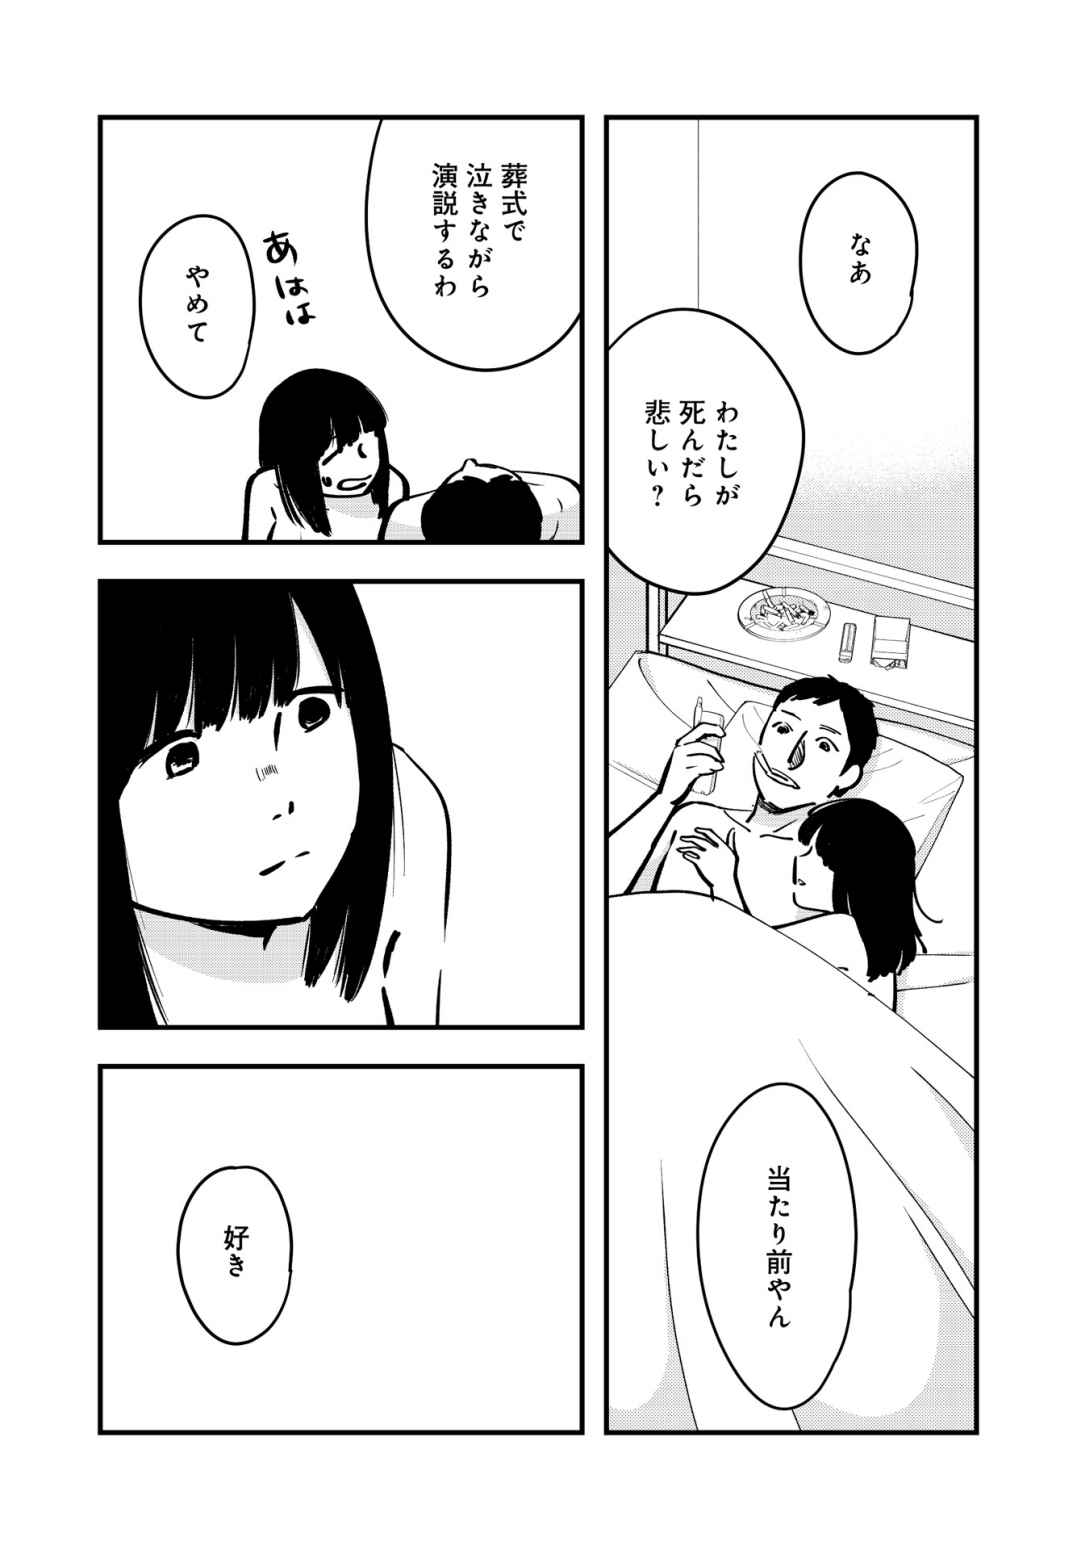 なあ
わたしが
死んだら
悲しい？
当たり前やん
葬式で
泣きながら
演説するわ
あはは
やめて
好き